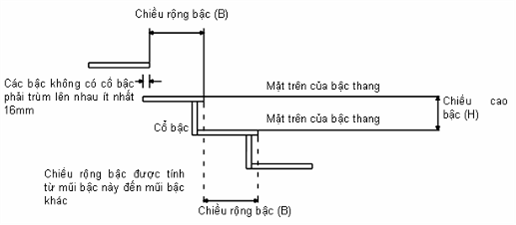 Chiều rộng bậc (B)
Các bậc không có cổ bậc
phải trùm lên nhau ít nhất
16mm
Mặt trên của bậc thang
Chiều cao
bậc (H)
Cổ bậc
Mặt trên của bậc thang
Chiều rộng bậc được tính
từ mũi bậc này đến mũi bậc
khác
Chiều rộng bậc (B)